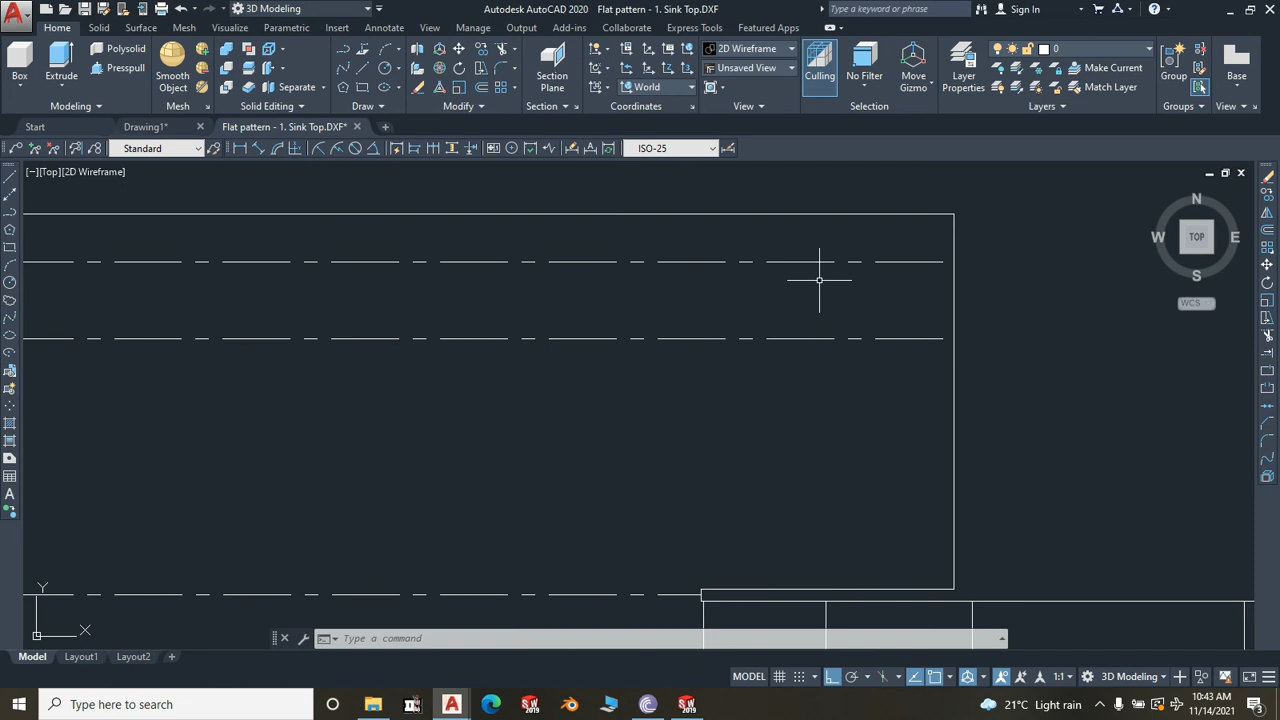 3D Modeling
Autodesk AutoCAD 2020 Flat pattern - 1. Sink Top.DXF
Type a keyword or phrase
Sign In
Home Solid Surface Mesh Visualize Parametric Insert Annotate View Manage Output Add-ins Collaborate Express Tools Featured Apps
Box
Extrude
Polysolid
Presspull
Modeling
Smooth
Object
Mesh
Separate
Solid Editing
Draw
Modify
Section
Plane
Section
World
Coordinates
2D Wireframe
Unsaved View
View
Culling
No Filter
Move
Gizmo
Selection
Layer
Properties
0
Make Current
Match Layer
Layers
Group
Groups
Base
View
Start Drawing1* Flat pattern - 1. Sink Top.DXF*
Standard
ISO-25
[−][Top][2D Wireframe]
N
W TOP E
S
WCS
Y
X
Type a command
Model Layout1 Layout2
MODEL
1:1
3D Modeling
Type here to search
SW
2019
SW
2019
21°C Light rain
10:43 AM
11/14/2021